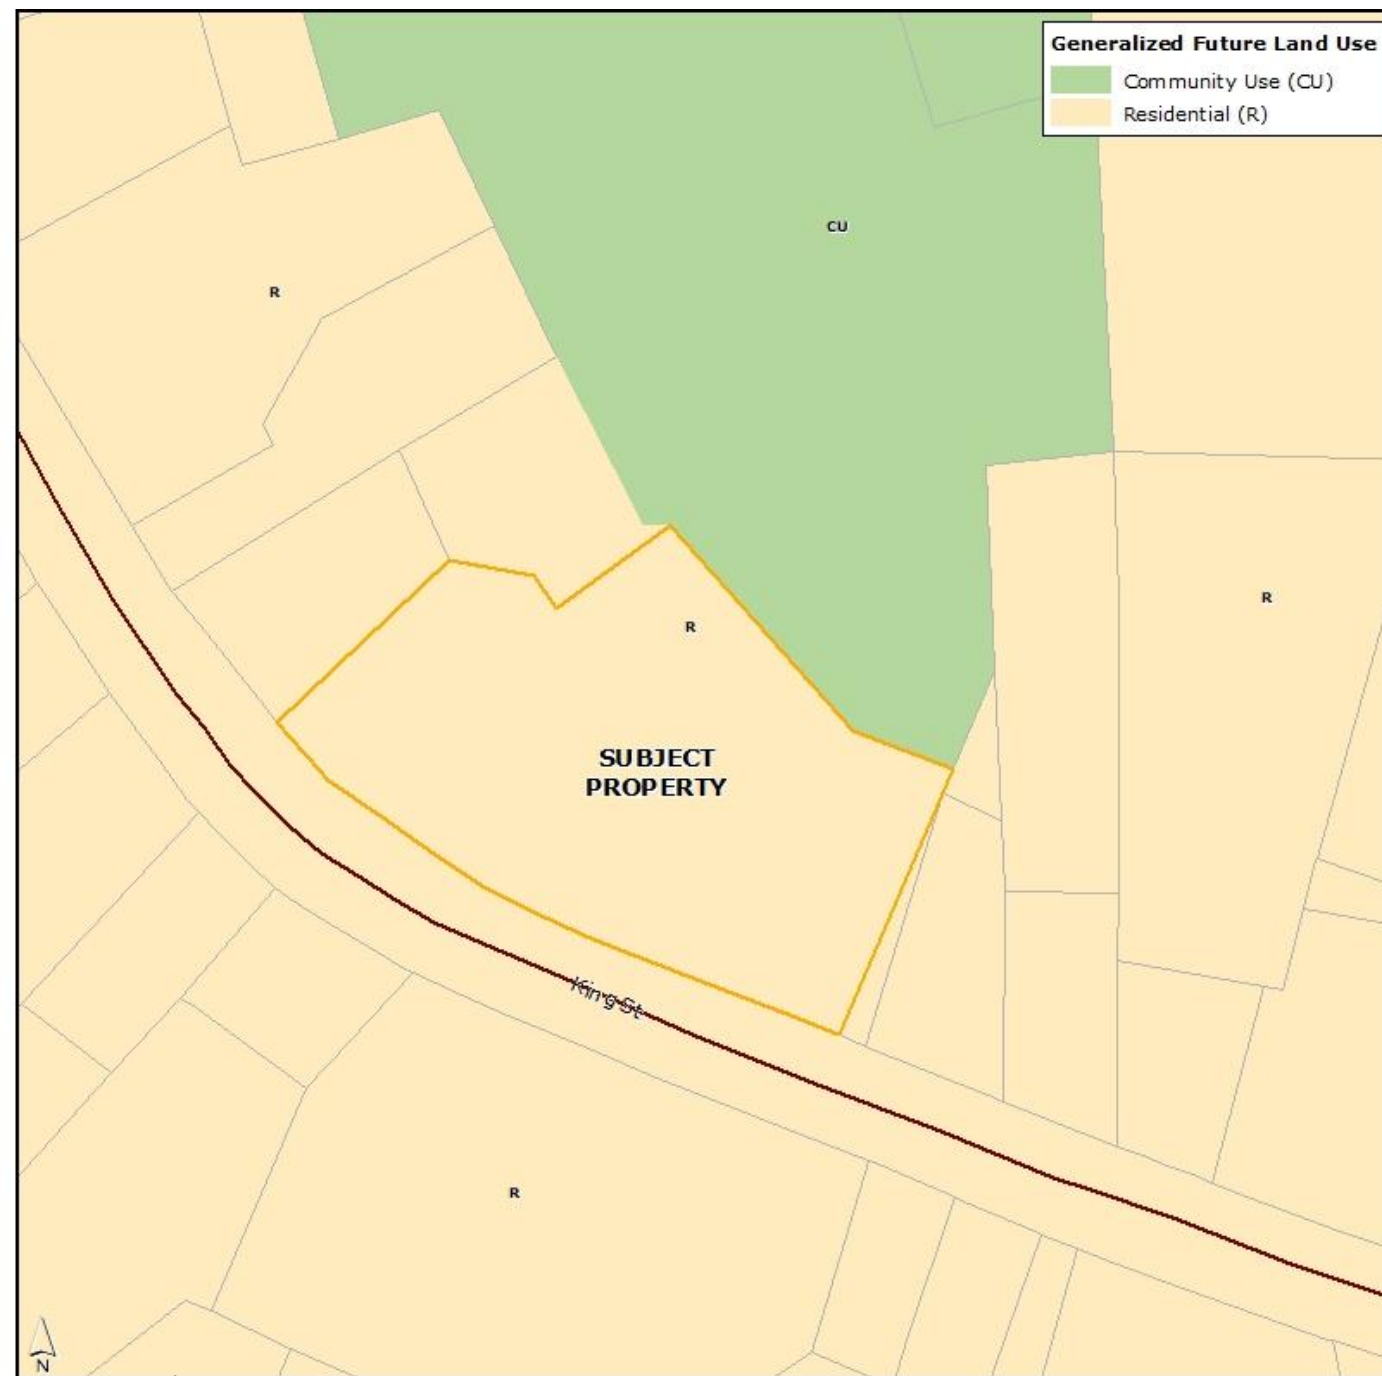 Generalized Future Land Use
Community Use (CU)
Residential (R)
CU
R
R
R
SUBJECT
PROPERTY
King St
R
N